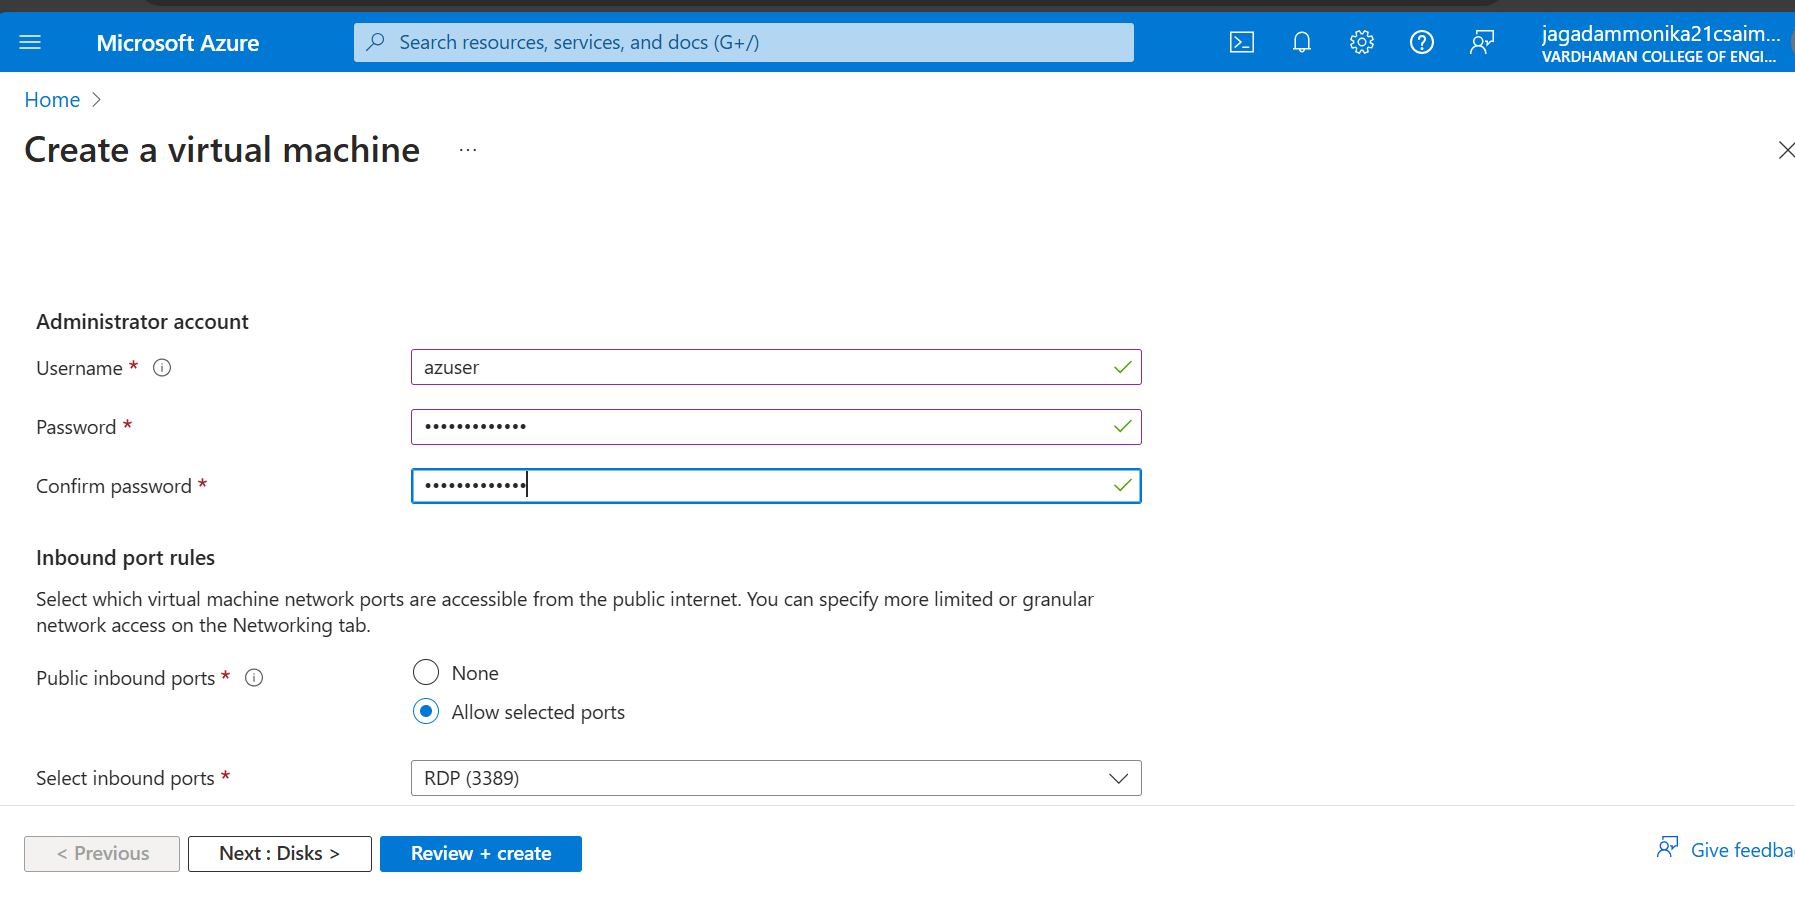 Microsoft Azure
Search resources, services, and docs (G+/)
jagadammonika21csaim...
VARDHAMAN COLLEGE OF ENGI...
Home
Create a virtual machine
...
Administrator account
Username *
azuser
Password *
•••••••••••••
Confirm password *
•••••••••••••
Inbound port rules
Select which virtual machine network ports are accessible from the public internet. You can specify more limited or granular
network access on the Networking tab.
Public inbound ports *
None
Allow selected ports
Select inbound ports *
RDP (3389)
< Previous
Next : Disks >
Review + create
Give feedba